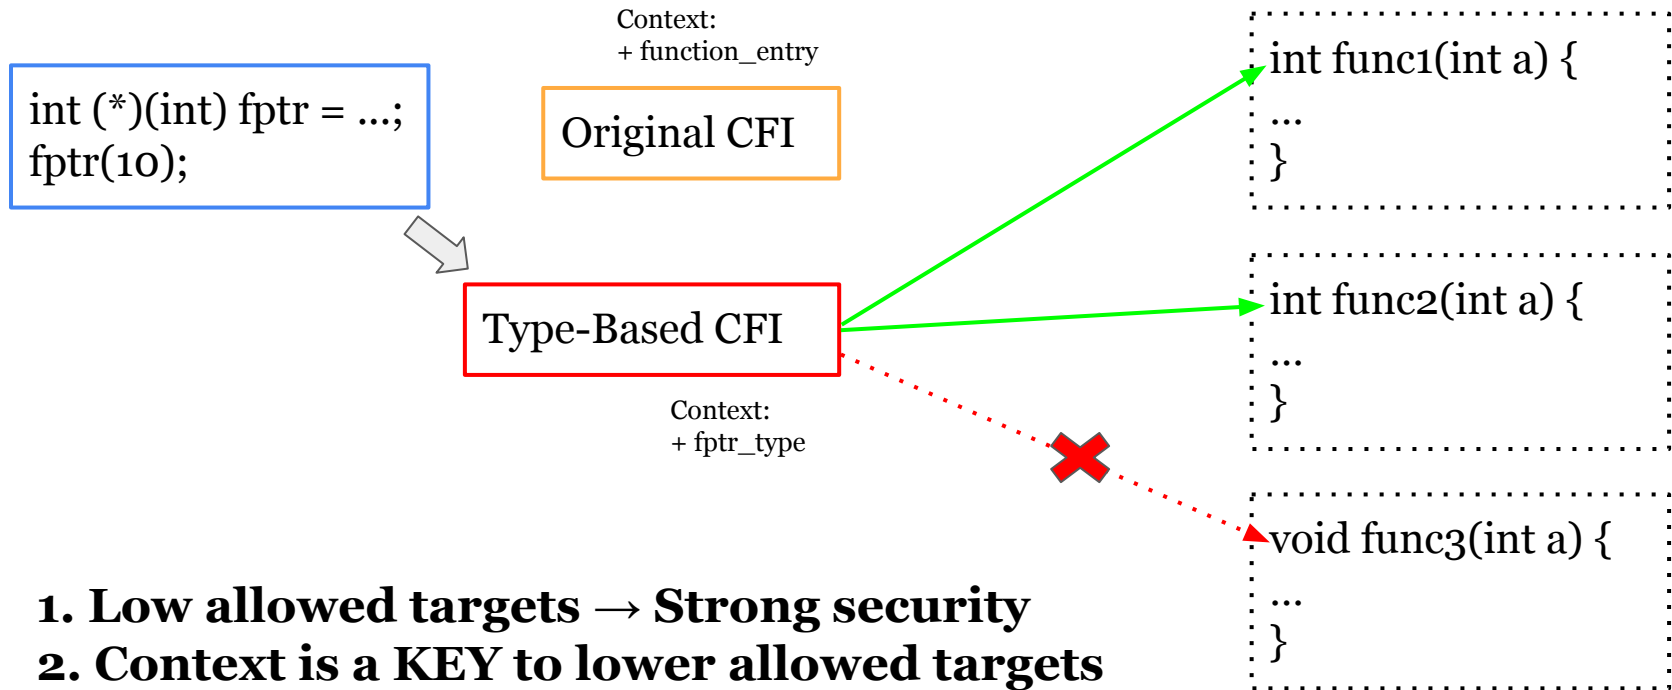 Context:
+ function_entry
int (*)(int) fptr = ...;
fptr(10);
Original CFI
Type-Based CFI
Context:
+ fptr_type
int func1(int a) {
...
}
int func2(int a) {
...
}
void func3(int a) {
...
}
1. Low allowed targets → Strong security
2. Context is a KEY to lower allowed targets